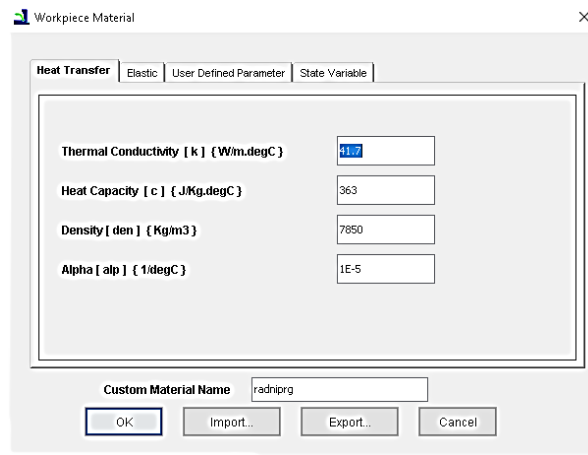 Workpiece Material
Heat Transfer Elastic User Defined Parameter State Variable
Thermal Conductivity [ k ] { W/m.degC } 41.7
Heat Capacity [ c ] { J/Kg.degC } 363
Density [ den ] { Kg/m3 } 7850
Alpha [ alp ] { 1/degC } 1E-5
Custom Material Name radniprg
OK Import... Export... Cancel